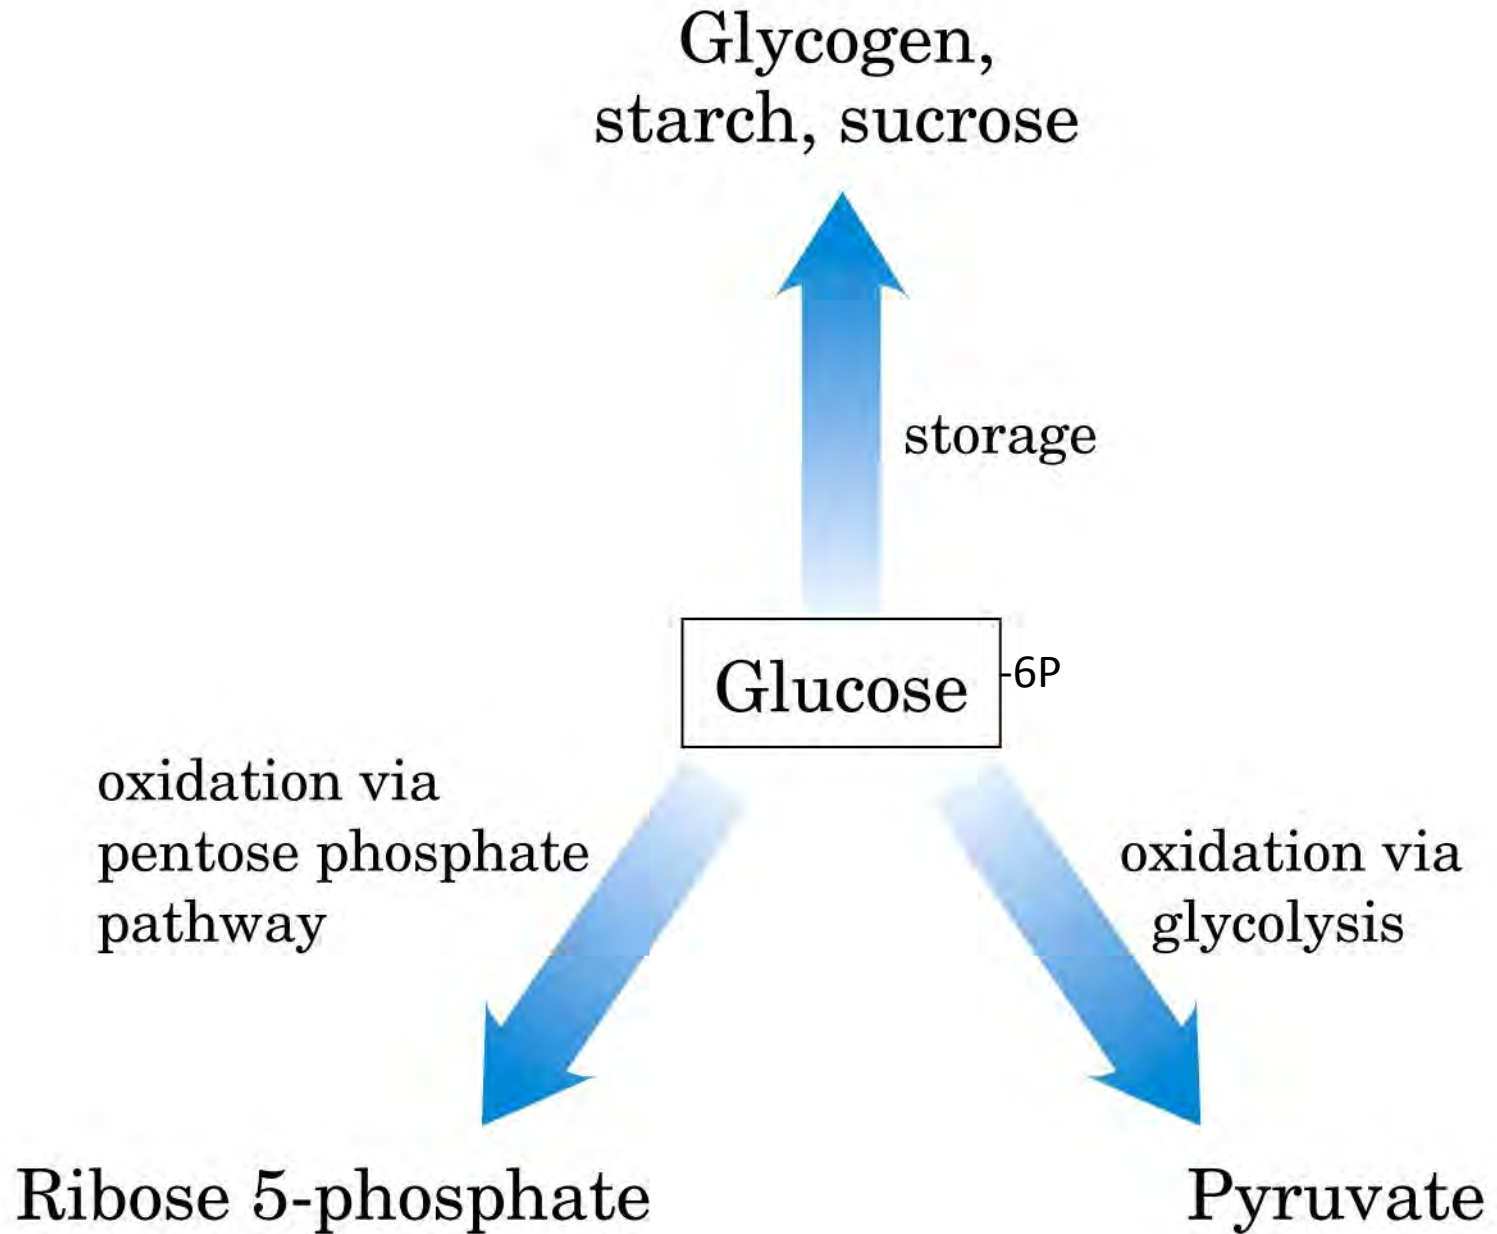 Glycogen,
starch, sucrose
storage
Glucose -6P
oxidation via
pentose phosphate
pathway
oxidation via
glycolysis
Ribose 5-phosphate
Pyruvate